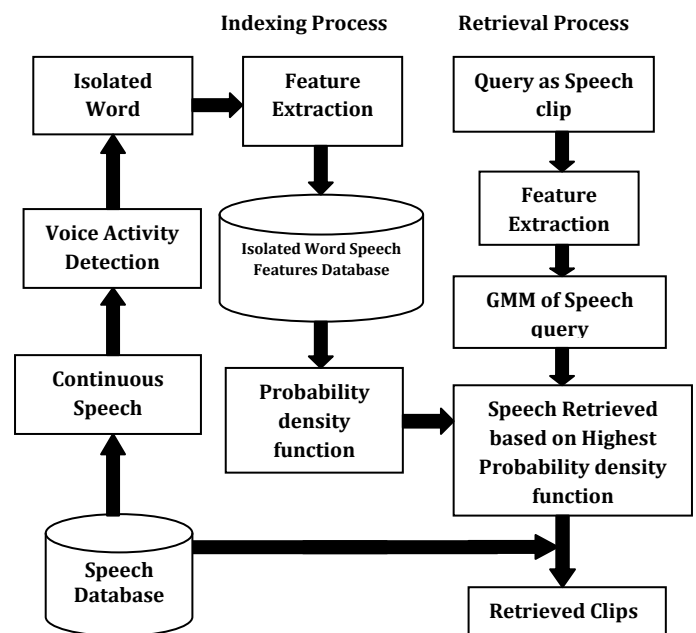 Indexing Process
Retrieval Process
Isolated
Word
Feature
Extraction
Query as Speech
clip
Voice Activity
Detection
Isolated Word Speech
Features Database
Feature
Extraction
GMM of Speech
query
Continuous
Speech
Probability
density
function
Speech Retrieved
based on Highest
Probability density
function
Speech
Database
Retrieved Clips